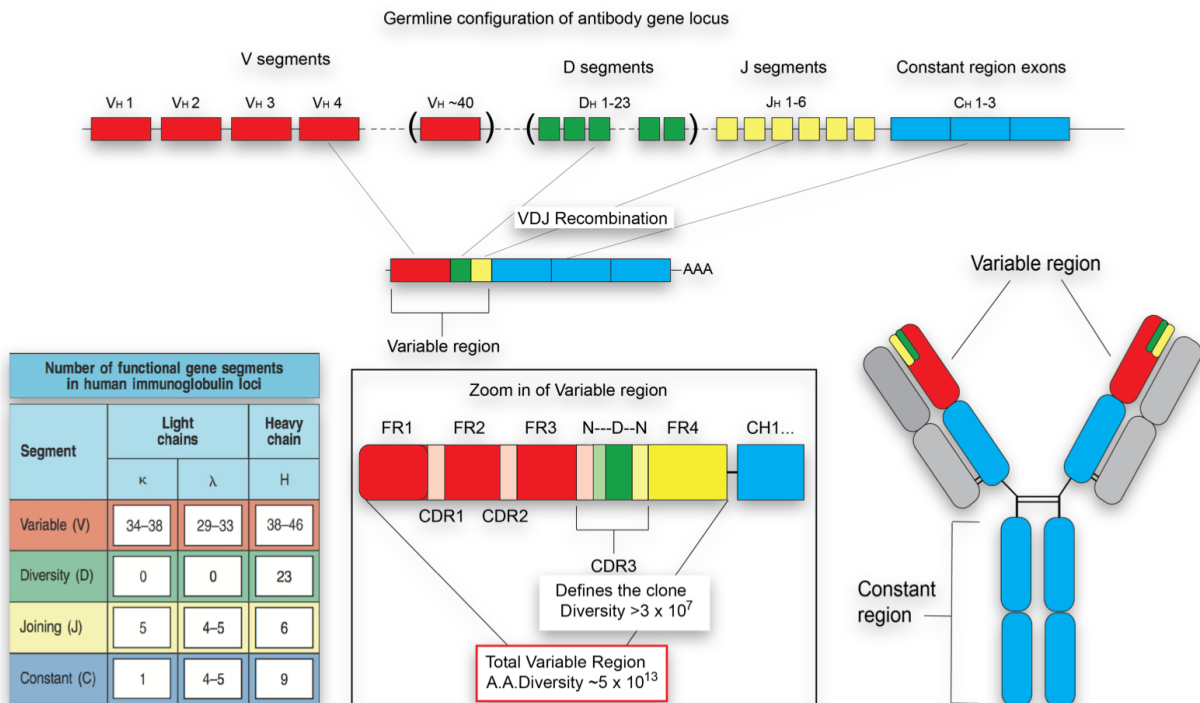 Germline configuration of antibody gene locus
V segments
D segments
J segments
Constant region exons
VH 1
VH 2
VH 3
VH 4
( VH ~40 )
( DH 1-23 )
JH 1-6
CH 1-3
VDJ Recombination
AAA
Variable region
Variable region
Constant
region
Number of functional gene segments
in human immunoglobulin loci
Segment
Light
chains
Heavy
chain
κ λ H
Variable (V) 34–38 29–33 38–46
Diversity (D) 0 0 23
Joining (J) 5 4–5 6
Constant (C) 1 4–5 9
Zoom in of Variable region
FR1 FR2 FR3 N---D--N FR4 CH1...
CDR1 CDR2
CDR3
Defines the clone
Diversity >3 x 10⁷
Total Variable Region
A.A.Diversity ~5 x 10¹³